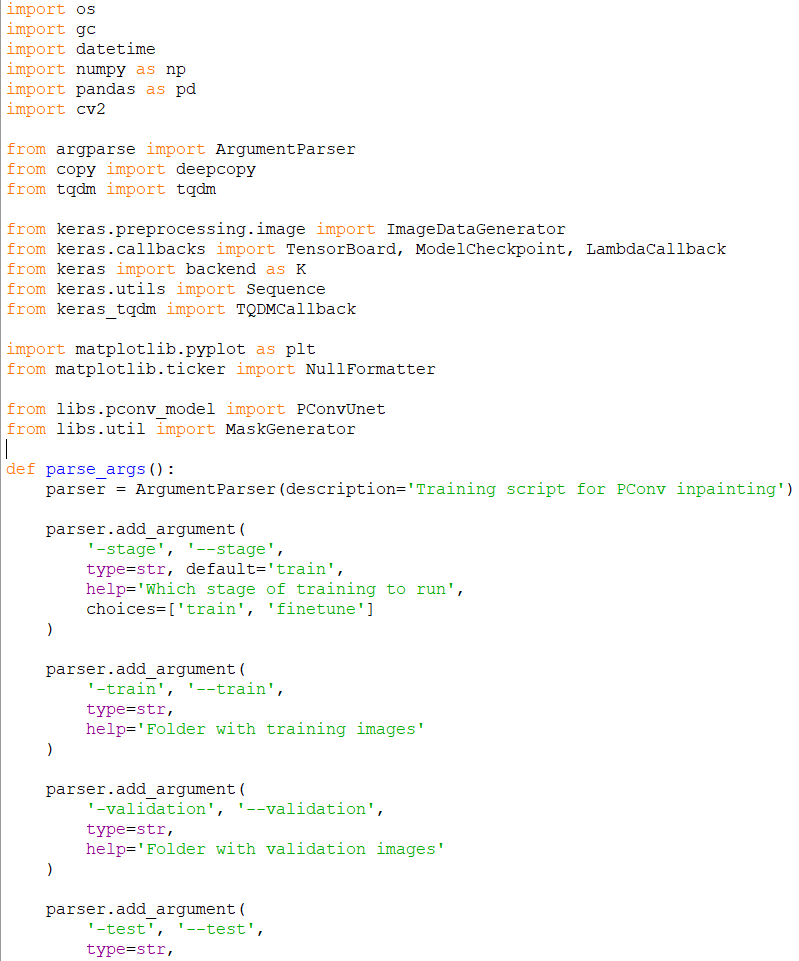 import os
import gc
import datetime
import numpy as np
import pandas as pd
import cv2

from argparse import ArgumentParser
from copy import deepcopy
from tqdm import tqdm

from keras.preprocessing.image import ImageDataGenerator
from keras.callbacks import TensorBoard, ModelCheckpoint, LambdaCallback
from keras import backend as K
from keras.utils import Sequence
from keras_tqdm import TQDMCallback

import matplotlib.pyplot as plt
from matplotlib.ticker import NullFormatter

from libs.pconv_model import PConvUnet
from libs.util import MaskGenerator

def parse_args():
    parser = ArgumentParser(description='Training script for PConv inpainting')

    parser.add_argument(
        '-stage', '--stage',
        type=str, default='train',
        help='Which stage of training to run',
        choices=['train', 'finetune']
    )

    parser.add_argument(
        '-train', '--train',
        type=str,
        help='Folder with training images'
    )

    parser.add_argument(
        '-validation', '--validation',
        type=str,
        help='Folder with validation images'
    )

    parser.add_argument(
        '-test', '--test',
        type=str,